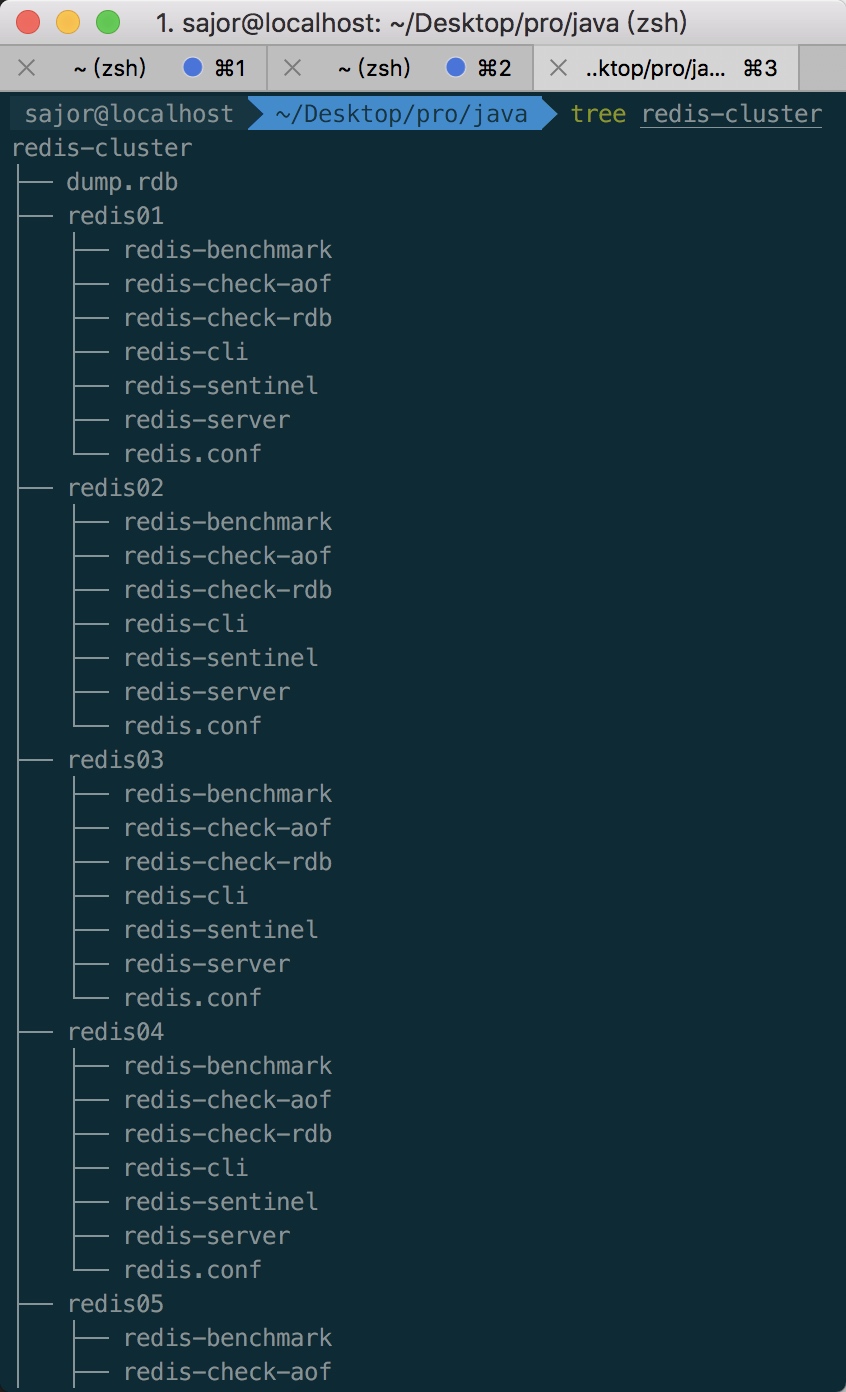 1. sajor@localhost: ~/Desktop/pro/java (zsh)
~ (zsh) ⌘1 ~ (zsh) ⌘2 ..ktop/pro/ja... ⌘3
sajor@localhost ~/Desktop/pro/java tree redis-cluster
redis-cluster
├── dump.rdb
├── redis01
│   ├── redis-benchmark
│   ├── redis-check-aof
│   ├── redis-check-rdb
│   ├── redis-cli
│   ├── redis-sentinel
│   ├── redis-server
│   └── redis.conf
├── redis02
│   ├── redis-benchmark
│   ├── redis-check-aof
│   ├── redis-check-rdb
│   ├── redis-cli
│   ├── redis-sentinel
│   ├── redis-server
│   └── redis.conf
├── redis03
│   ├── redis-benchmark
│   ├── redis-check-aof
│   ├── redis-check-rdb
│   ├── redis-cli
│   ├── redis-sentinel
│   ├── redis-server
│   └── redis.conf
├── redis04
│   ├── redis-benchmark
│   ├── redis-check-aof
│   ├── redis-check-rdb
│   ├── redis-cli
│   ├── redis-sentinel
│   ├── redis-server
│   └── redis.conf
├── redis05
│   ├── redis-benchmark
│   ├── redis-check-aof